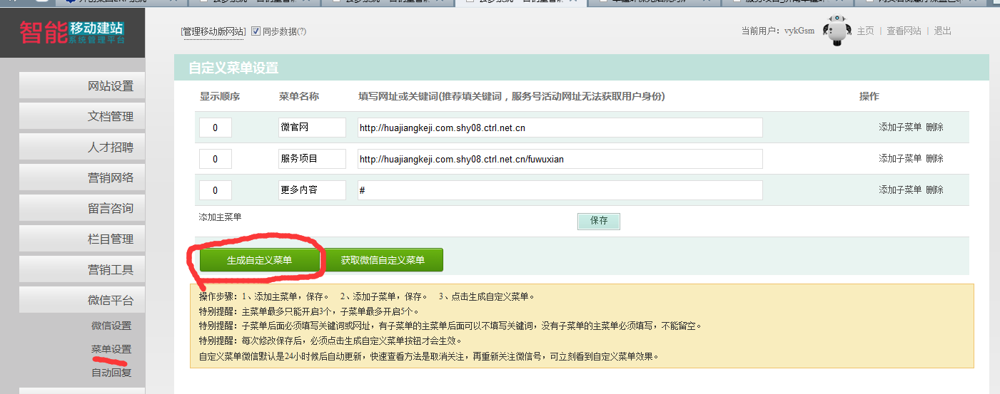 智能 移动建站
系统管理平台
[管理移动版网站] 同步数据(?)
当前用户：vykGsm 主页 | 查看网站 | 退出
网站设置
文档管理
人才招聘
营销网络
留言咨询
栏目管理
营销工具
微信平台
微信设置
菜单设置
自动回复
自定义菜单设置
显示顺序 菜单名称 填写网址或关键词(推荐填关键词，服务号活动网址无法获取用户身份) 操作
0 微官网 http://huajiangkeji.com.shy08.ctrl.net.cn 添加子菜单 删除
0 服务项目 http://huajiangkeji.com.shy08.ctrl.net.cn/fuwuxian 添加子菜单 删除
0 更多内容 # 添加子菜单 删除
添加主菜单 保存
生成自定义菜单 获取微信自定义菜单
操作步骤：1、添加主菜单，保存。 2、添加子菜单，保存。 3、点击生成自定义菜单。
特别提醒：主菜单最多只能开启3个，子菜单最多开启5个。
特别提醒：子菜单后面必须填写关键词或网址，有子菜单的主菜单后面可以不填写关键词，没有子菜单的主菜单必须填写，不能留空。
特别提醒：每次修改保存后，必须点击生成自定义菜单按钮才会生效。
自定义菜单微信默认是24小时候后自动更新，快速查看方法是取消关注，再重新关注微信号，可立刻看到自定义菜单效果。